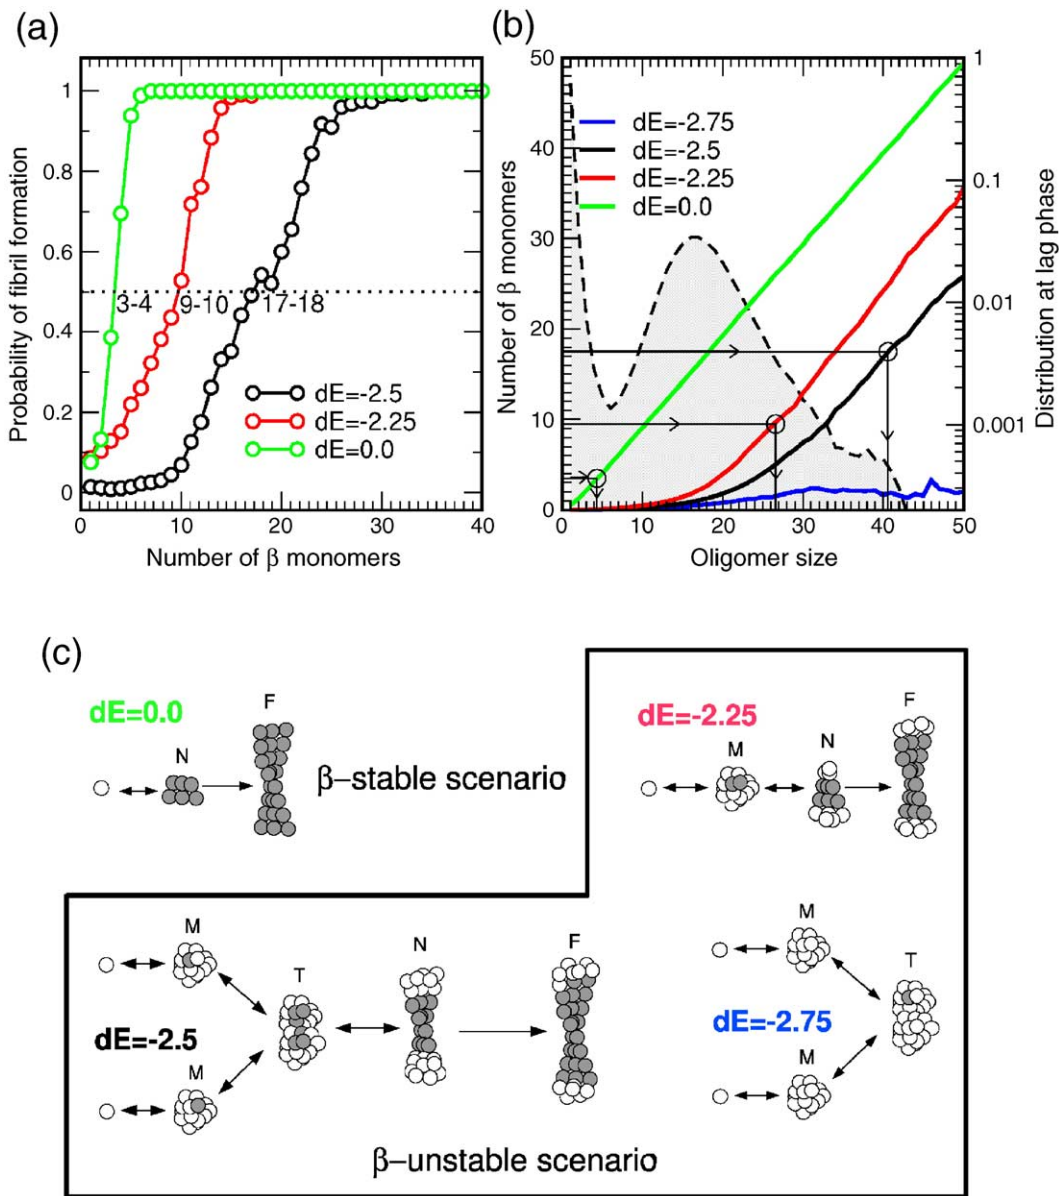 (a)
Probability of fibril formation
1
0.8
0.6
0.4
0.2
0
3-4
9-10
17-18
dE=-2.5
dE=-2.25
dE=0.0
0
10
20
30
40
Number of β monomers
(b)
Number of β monomers
50
40
30
20
10
0
dE=-2.75
dE=-2.5
dE=-2.25
dE=0.0
1
0.1
0.01
0.001
Distribution at lag phase
0
10
20
30
40
50
Oligomer size
(c)
dE=0.0
N
F
β-stable scenario
dE=-2.25
M
N
F
dE=-2.5
M
M
T
N
F
dE=-2.75
M
M
T
β-unstable scenario